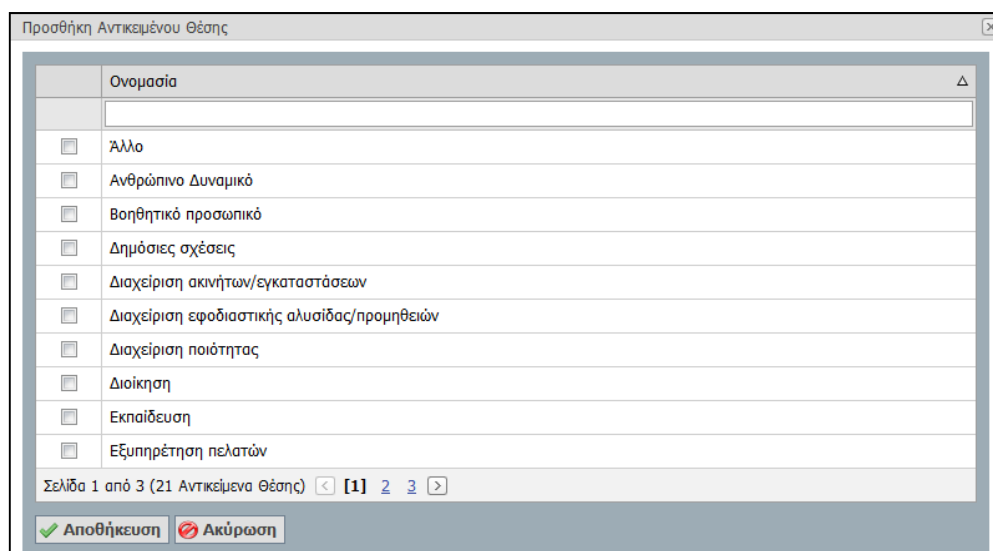 Προσθήκη Αντικειμένου Θέσης
Ονομασία
Άλλο
Ανθρώπινο Δυναμικό
Βοηθητικό προσωπικό
Δημόσιες σχέσεις
Διαχείριση ακινήτων/εγκαταστάσεων
Διαχείριση εφοδιαστικής αλυσίδας/προμηθειών
Διαχείριση ποιότητας
Διοίκηση
Εκπαίδευση
Εξυπηρέτηση πελατών
Σελίδα 1 από 3 (21 Αντικείμενα Θέσης) < [1] 2 3 >
Αποθήκευση Ακύρωση